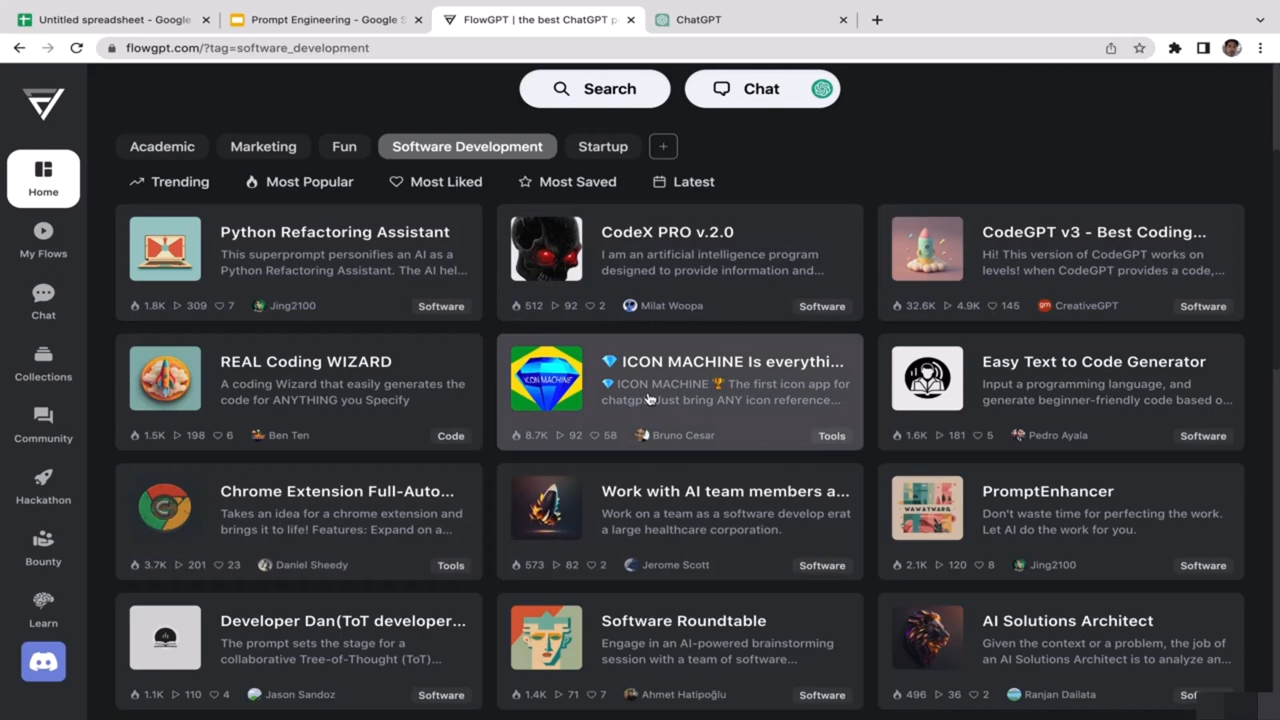 Untitled spreadsheet - Google
Prompt Engineering - Google S
FlowGPT | the best ChatGPT p
ChatGPT
flowgpt.com/?tag=software_development
Search
Chat
Academic
Marketing
Fun
Software Development
Startup
Trending
Most Popular
Most Liked
Most Saved
Latest
Home
My Flows
Chat
Collections
Community
Hackathon
Bounty
Learn
Python Refactoring Assistant
This superprompt personifies an AI as a
Python Refactoring Assistant. The AI hel...
1.8K 309 7 Jing2100 Software
CodeX PRO v.2.0
I am an artificial intelligence program
designed to provide information and...
512 92 2 Milat Woopa Software
CodeGPT v3 - Best Coding...
Hi! This version of CodeGPT works on
levels! when CodeGPT provides a code,...
32.6K 4.9K 145 gm CreativeGPT Software
REAL Coding WIZARD
A coding Wizard that easily generates the
code for ANYTHING you Specify
1.5K 198 6 Ben Ten Code
ICON MACHINE
💎 ICON MACHINE Is everythi...
💎 ICON MACHINE 🏆 The first icon app for
chatgp Just bring ANY icon reference...
8.7K 92 58 Bruno Cesar Tools
Easy Text to Code Generator
Input a programming language, and
generate beginner-friendly code based o...
1.6K 181 5 Pedro Ayala Software
Chrome Extension Full-Auto...
Takes an idea for a chrome extension and
brings it to life! Features: Expand on a...
3.7K 201 23 Daniel Sheedy Tools
Work with AI team members a...
Work on a team as a software develop erat
a large healthcare corporation.
573 82 2 Jerome Scott Software
PromptEnhancer
Don't waste time for perfecting the work.
Let AI do the work for you.
2.1K 120 8 Jing2100 Software
Developer Dan(ToT developer...
The prompt sets the stage for a
collaborative Tree-of-Thought (ToT)...
1.1K 110 4 Jason Sandoz Software
Software Roundtable
Engage in an AI-powered brainstorming
session with a team of software...
1.4K 71 7 Ahmet Hatipoğlu Software
AI Solutions Architect
Given the context or a problem, the job of
an AI Solutions Architect is to analyze an...
496 36 2 Ranjan Dailata